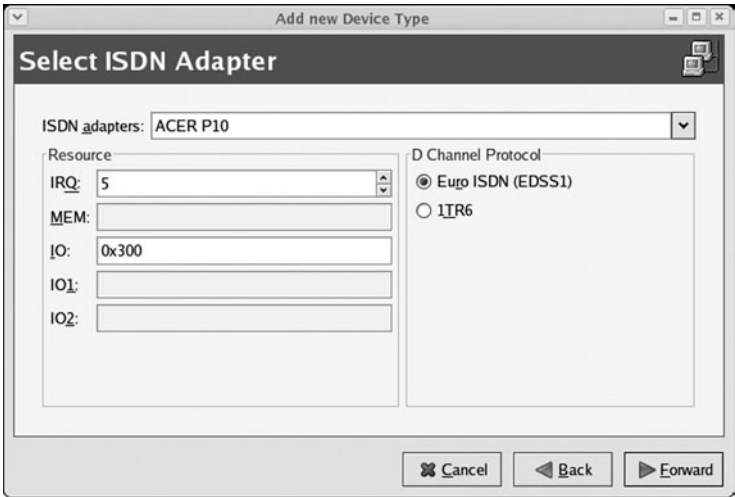 Add new Device Type
Select ISDN Adapter
ISDN adapters: ACER P10
Resource
IRQ: 5
MEM:
IO: 0x300
IO1:
IO2:
D Channel Protocol
Euro ISDN (EDSS1)
1TR6
Cancel
Back
Forward